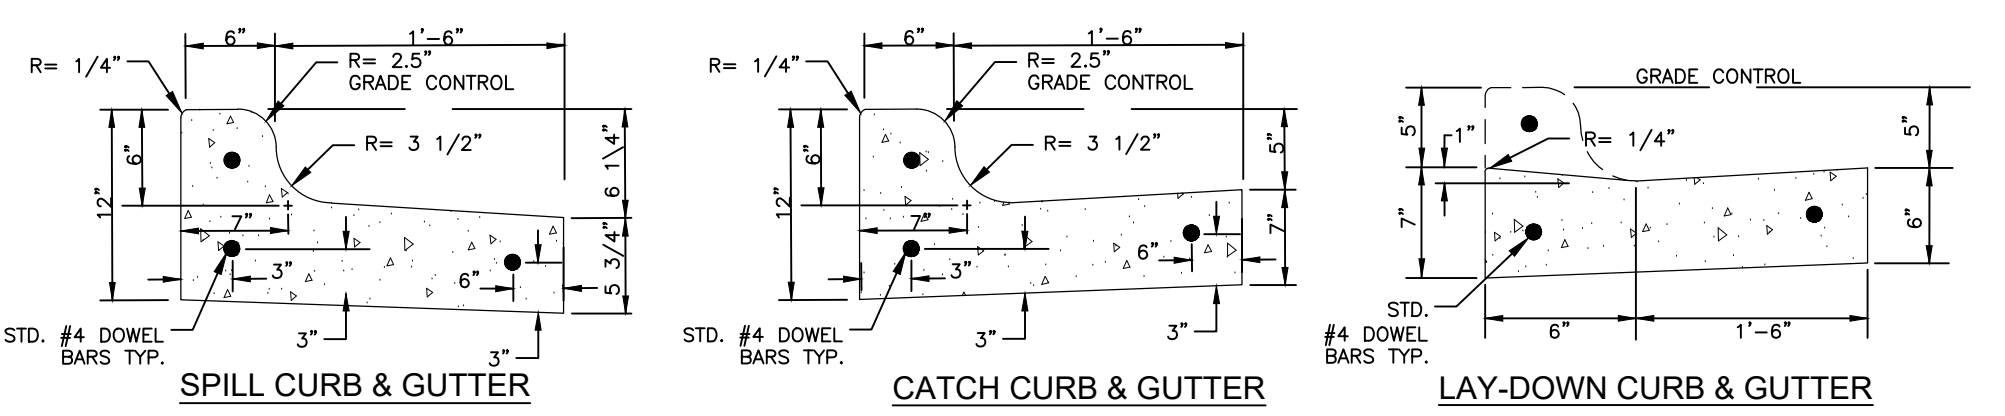 6”
1’-6”
R= 1/4”
R= 2.5”
GRADE CONTROL
R= 3 1/2”
12”
6”
6 1\4”
7”
3”
6”
5 3/4”
STD. #4 DOWEL
BARS TYP.
3”
3”
SPILL CURB & GUTTER
6”
1’-6”
R= 1/4”
R= 2.5”
GRADE CONTROL
R= 3 1/2”
12”
6”
5”
7”
3”
6”
7”
STD. #4 DOWEL
BARS TYP.
3”
3”
CATCH CURB & GUTTER
GRADE CONTROL
5”
1”
R= 1/4”
5”
7”
6”
STD.
#4 DOWEL
BARS TYP.
6”
1’-6”
LAY-DOWN CURB & GUTTER